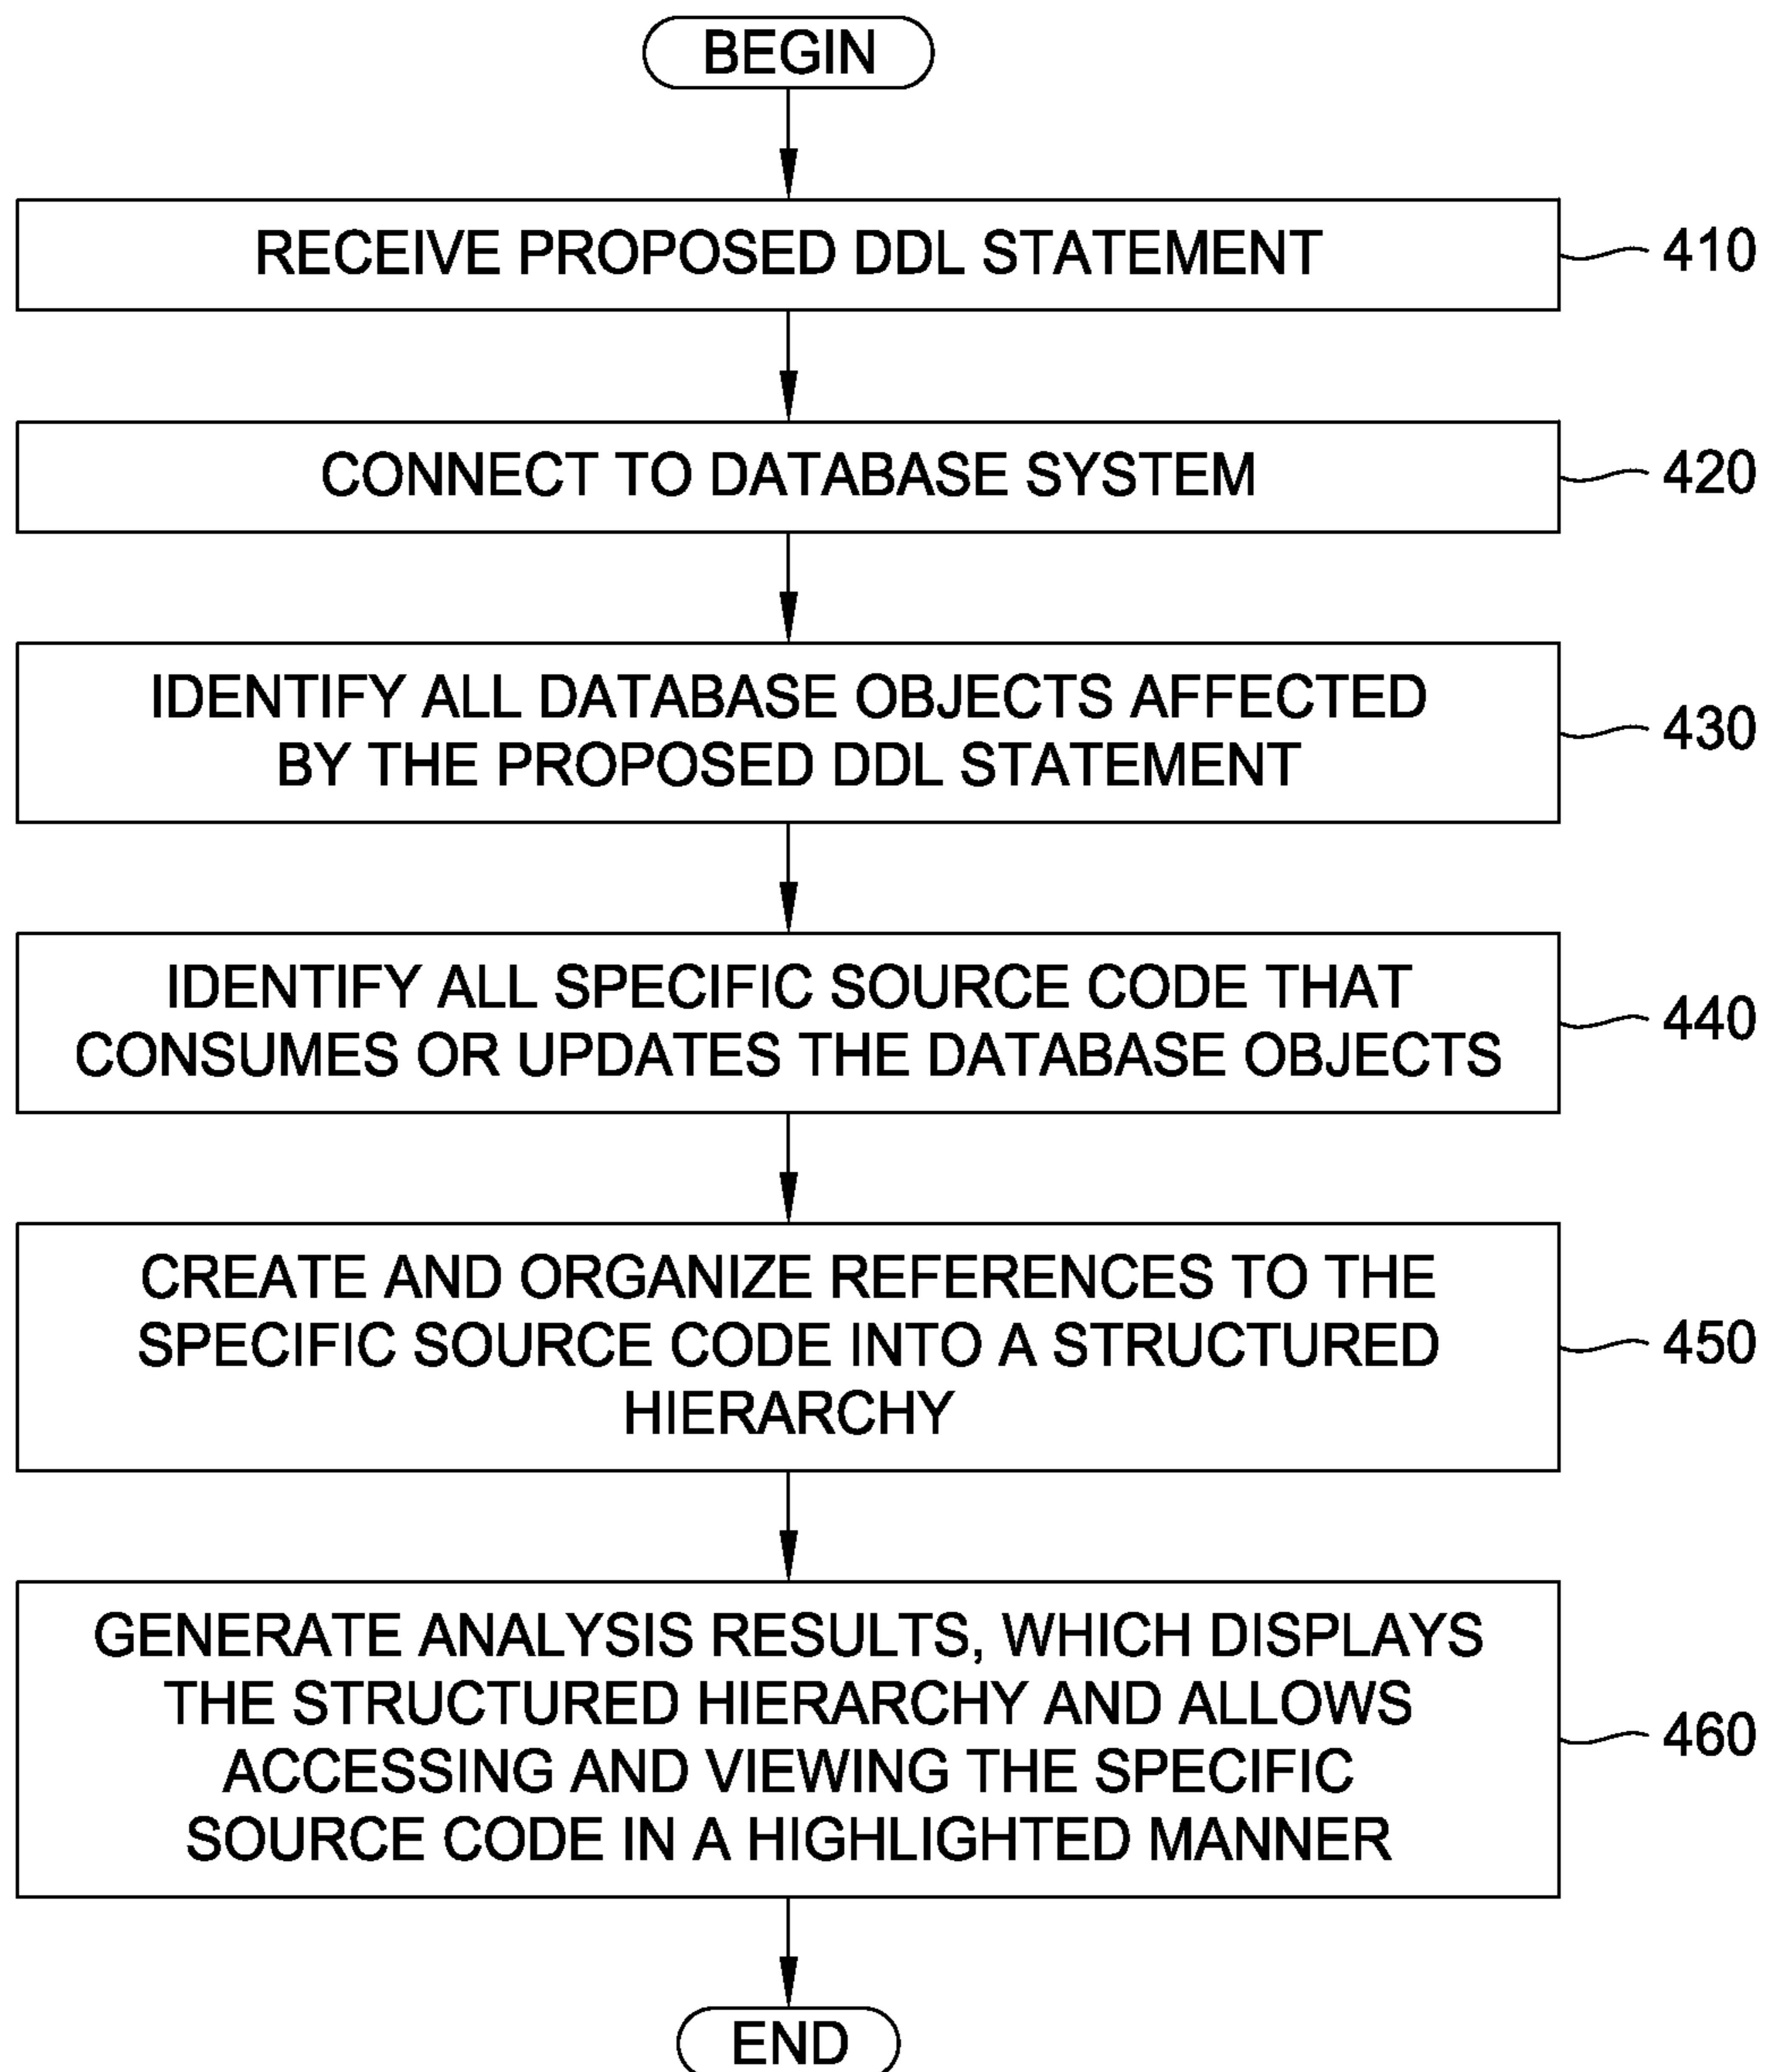 BEGIN
RECEIVE PROPOSED DDL STATEMENT
410
CONNECT TO DATABASE SYSTEM
420
IDENTIFY ALL DATABASE OBJECTS AFFECTED
BY THE PROPOSED DDL STATEMENT
430
IDENTIFY ALL SPECIFIC SOURCE CODE THAT
CONSUMES OR UPDATES THE DATABASE OBJECTS
440
CREATE AND ORGANIZE REFERENCES TO THE
SPECIFIC SOURCE CODE INTO A STRUCTURED
HIERARCHY
450
GENERATE ANALYSIS RESULTS, WHICH DISPLAYS
THE STRUCTURED HIERARCHY AND ALLOWS
ACCESSING AND VIEWING THE SPECIFIC
SOURCE CODE IN A HIGHLIGHTED MANNER
460
END